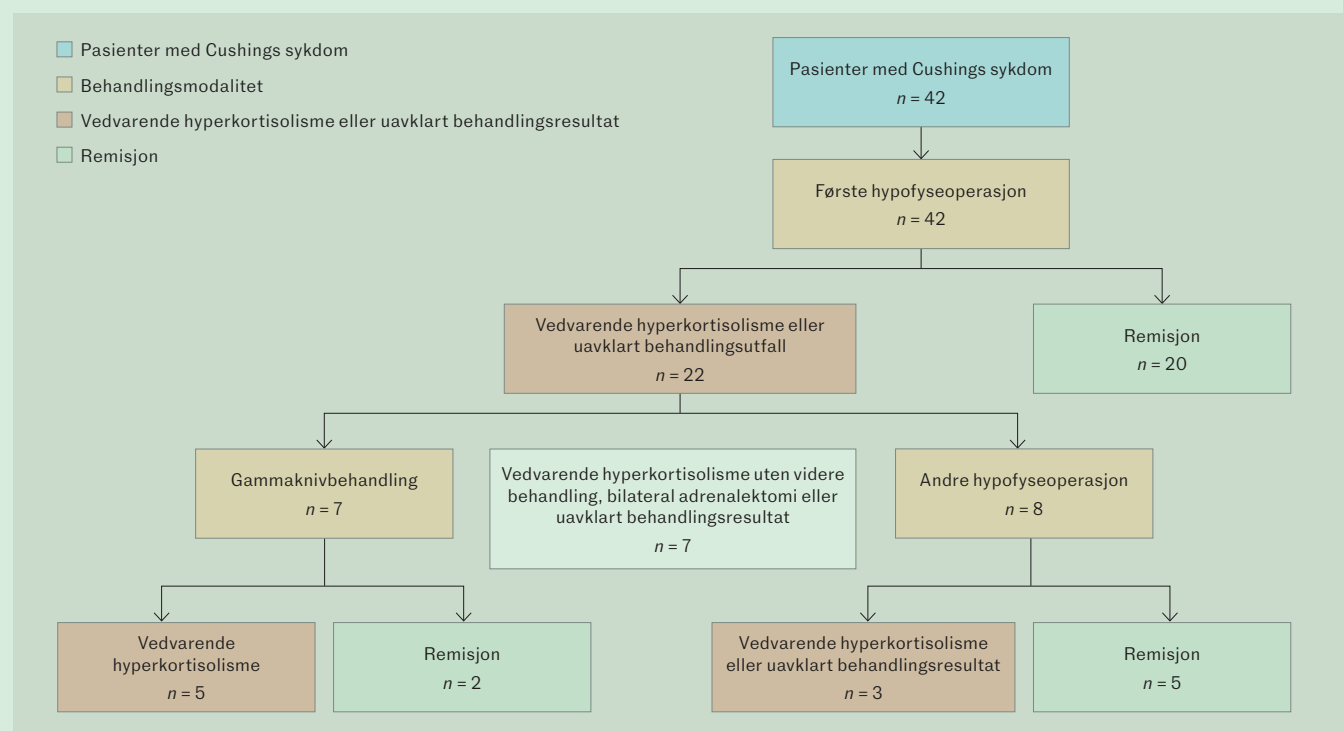 Pasienter med Cushings sykdom
Behandlingsmodalitet
Vedvarende hyperkortisolisme eller uavklart behandlingsresultat
Remisjon
Pasienter med Cushings sykdom
n = 42
Første hypofyseoperasjon
n = 42
Vedvarende hyperkortisolisme eller
uavklart behandlingsutfall
n = 22
Remisjon
n = 20
Gammaknivbehandling
n = 7
Vedvarende hyperkortisolisme uten videre
behandling, bilateral adrenalektomi eller
uavklart behandlingsresultat
n = 7
Andre hypofyseoperasjon
n = 8
Vedvarende
hyperkortisolisme
n = 5
Remisjon
n = 2
Vedvarende hyperkortisolisme
eller uavklart behandlingsresultat
n = 3
Remisjon
n = 5